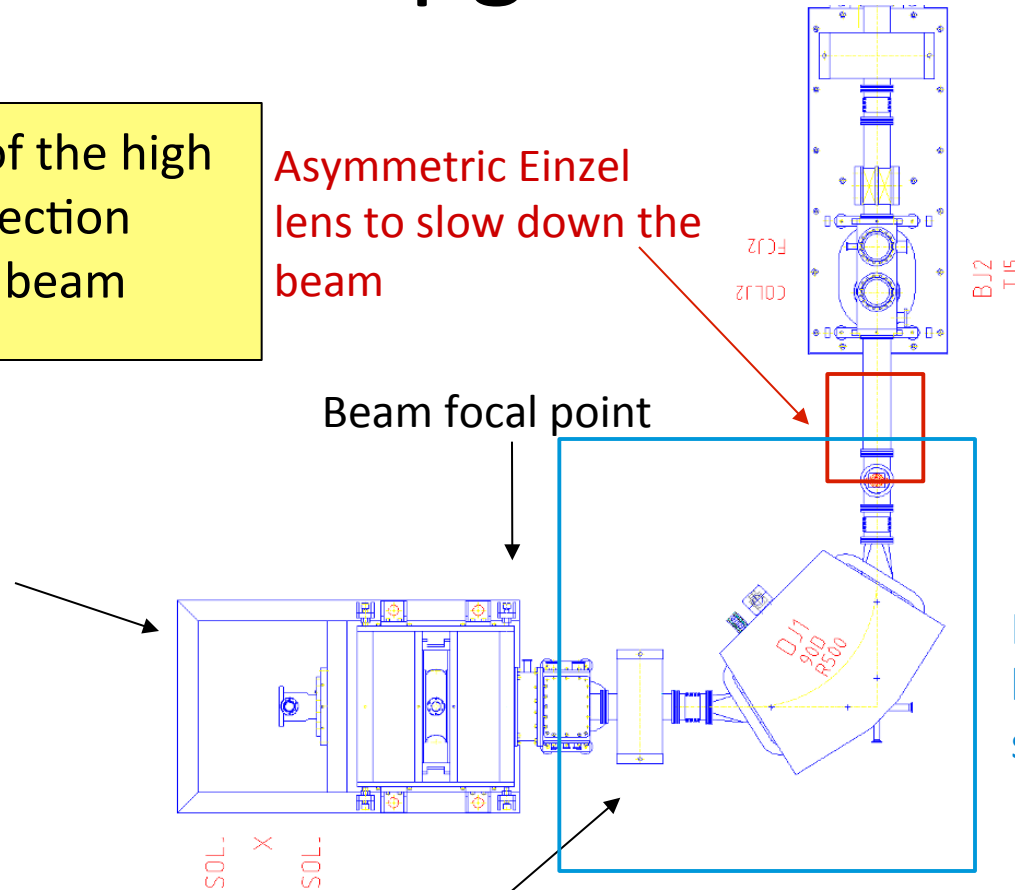 of the high
ection
beam
Asymmetric Einzel
lens to slow down the
beam
Beam focal point
FCJ2
COLJ2
BJ2
TJ5
DJ1
90D
R500
SOL.
X
SOL.